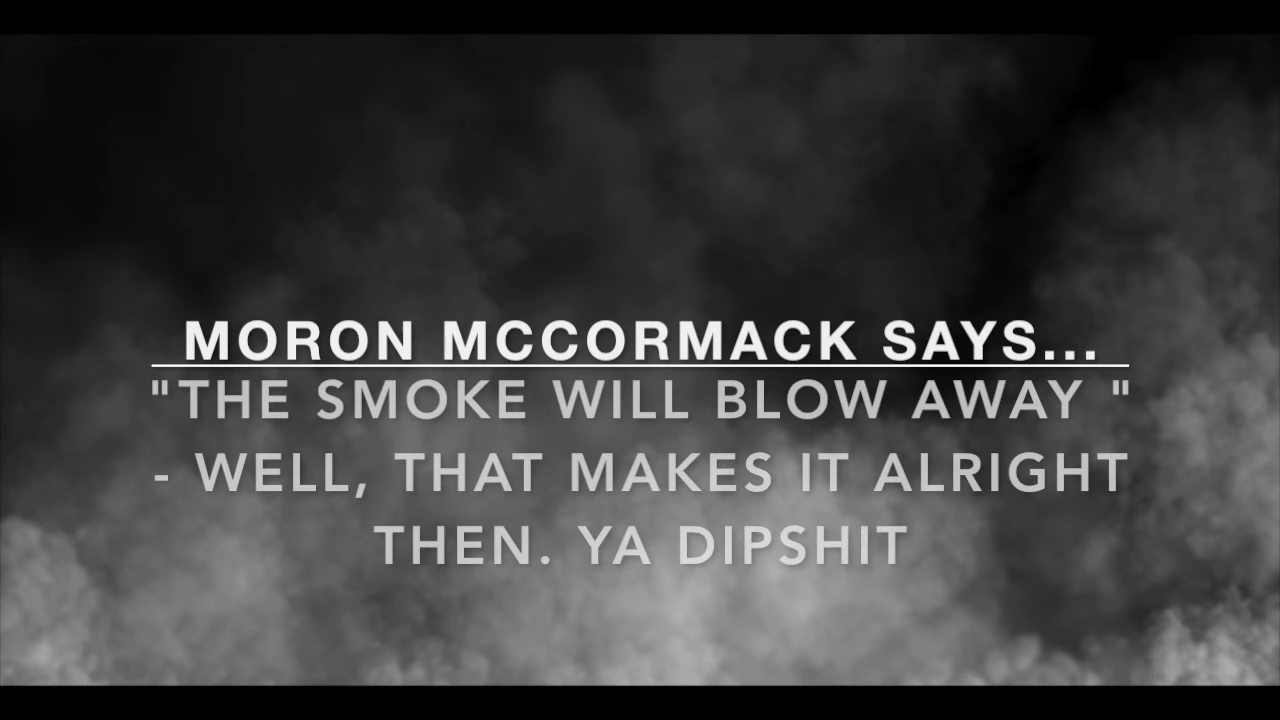 MORON MCCORMACK SAYS...
"THE SMOKE WILL BLOW AWAY "
- WELL, THAT MAKES IT ALRIGHT
THEN. YA DIPSHIT